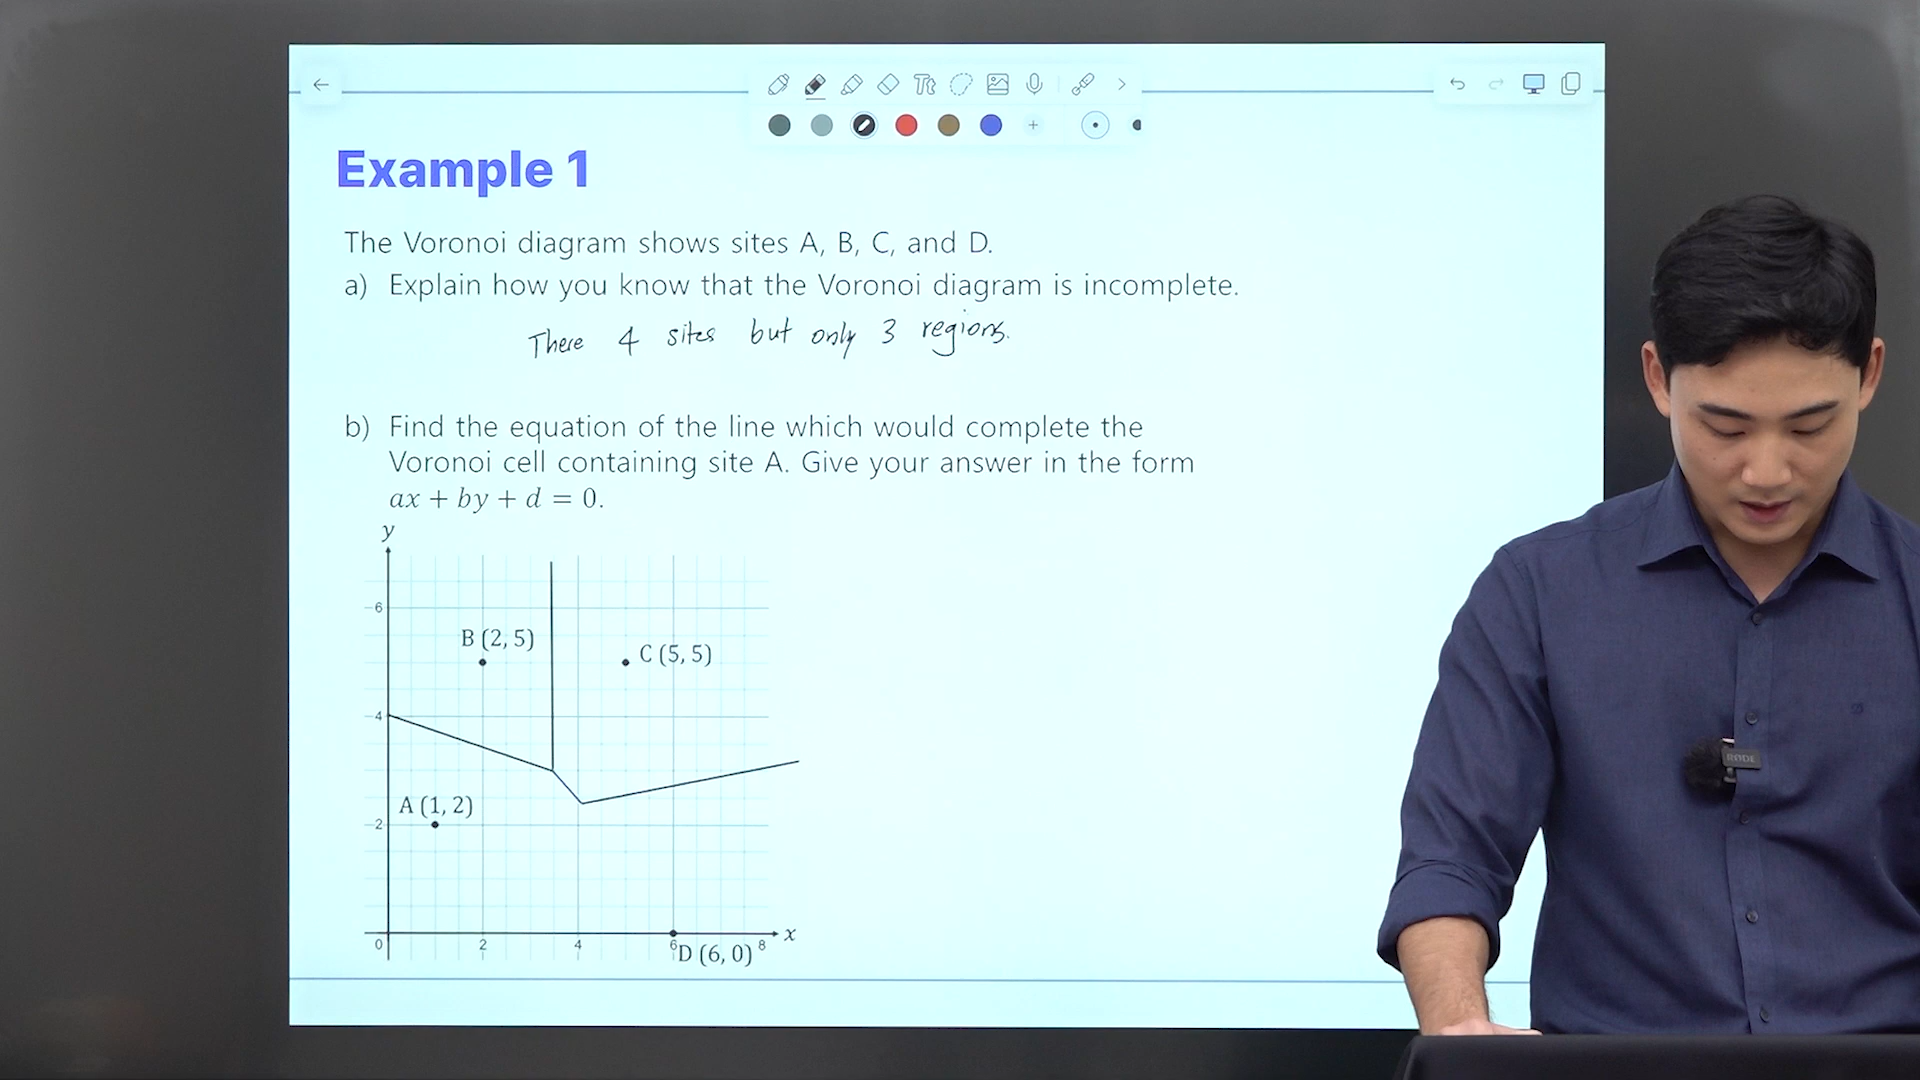 Tt
Example 1
The Voronoi diagram shows sites A, B, C, and D.
a) Explain how you know that the Voronoi diagram is incomplete.
There 4 sites but only 3 regions.
b) Find the equation of the line which would complete the
Voronoi cell containing site A. Give your answer in the form
ax + by + d = 0.
y
6
B (2, 5)
C (5, 5)
4
A (1, 2)
2
0 2 4 6 8 x
D (6, 0)
RODE